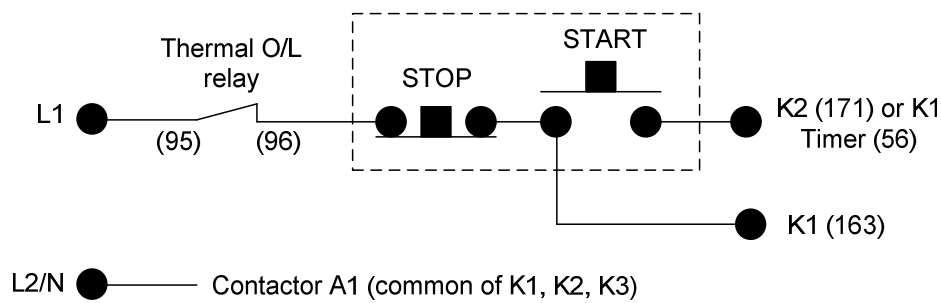 START
Thermal O/L
relay
STOP
L1
K2 (171) or K1
Timer (56)
(95)
(96)
K1 (163)
L2/N
Contactor A1 (common of K1, K2, K3)